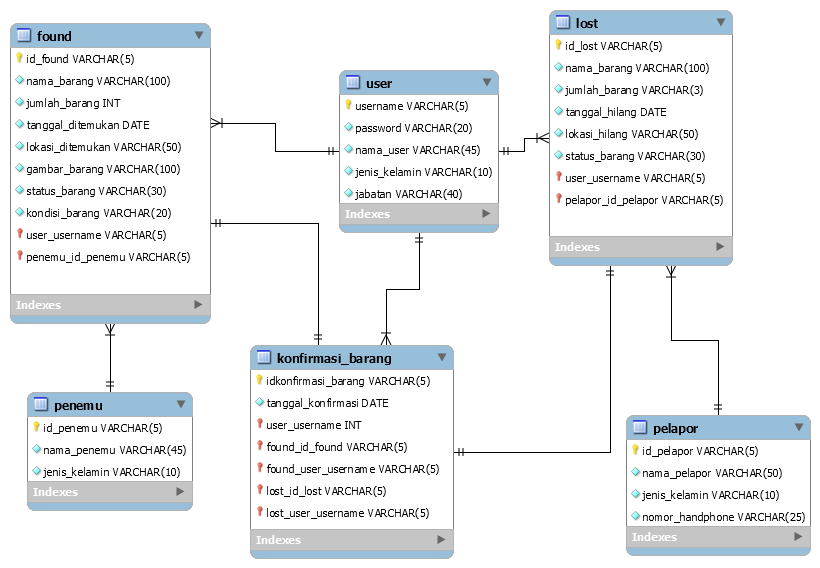 found
id_found VARCHAR(5)
nama_barang VARCHAR(100)
jumlah_barang INT
tanggal_ditemukan DATE
lokasi_ditemukan VARCHAR(50)
gambar_barang VARCHAR(100)
status_barang VARCHAR(30)
kondisi_barang VARCHAR(20)
user_username VARCHAR(5)
penemu_id_penemu VARCHAR(5)
Indexes
user
username VARCHAR(5)
password VARCHAR(20)
nama_user VARCHAR(45)
jenis_kelamin VARCHAR(10)
jabatan VARCHAR(40)
Indexes
lost
id_lost VARCHAR(5)
nama_barang VARCHAR(100)
jumlah_barang VARCHAR(3)
tanggal_hilang DATE
lokasi_hilang VARCHAR(50)
status_barang VARCHAR(30)
user_username VARCHAR(5)
pelapor_id_pelapor VARCHAR(5)
Indexes
penemu
id_penemu VARCHAR(5)
nama_penemu VARCHAR(45)
jenis_kelamin VARCHAR(10)
Indexes
konfirmasi_barang
idkonfirmasi_barang VARCHAR(5)
tanggal_konfirmasi DATE
user_username INT
found_id_found VARCHAR(5)
found_user_username VARCHAR(5)
lost_id_lost VARCHAR(5)
lost_user_username VARCHAR(5)
Indexes
pelapor
id_pelapor VARCHAR(5)
nama_pelapor VARCHAR(50)
jenis_kelamin VARCHAR(10)
nomor_handphone VARCHAR(25)
Indexes